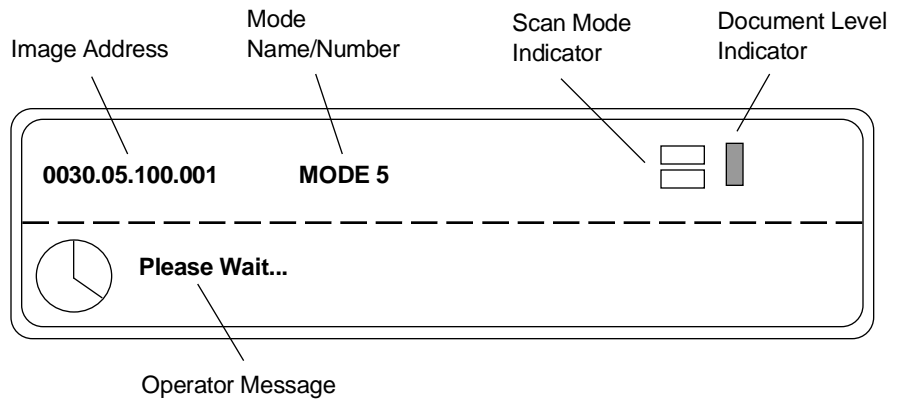 Image Address
Mode
Name/Number
Scan Mode
Indicator
Document Level
Indicator
0030.05.100.001 MODE 5
Please Wait...
Operator Message